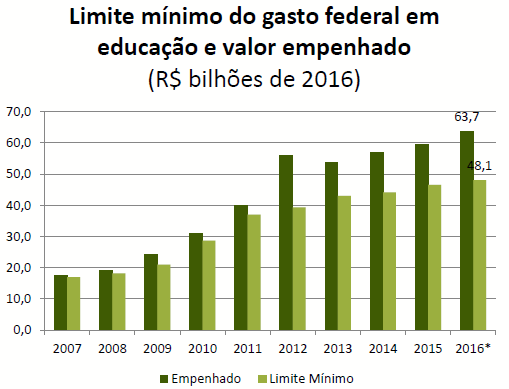 Limite mínimo do gasto federal em
educação e valor empenhado
(R$ bilhões de 2016)
70,0
60,0
50,0
40,0
30,0
20,0
10,0
0,0
63,7
48,1
2007 2008 2009 2010 2011 2012 2013 2014 2015 2016*
Empenhado Limite Mínimo